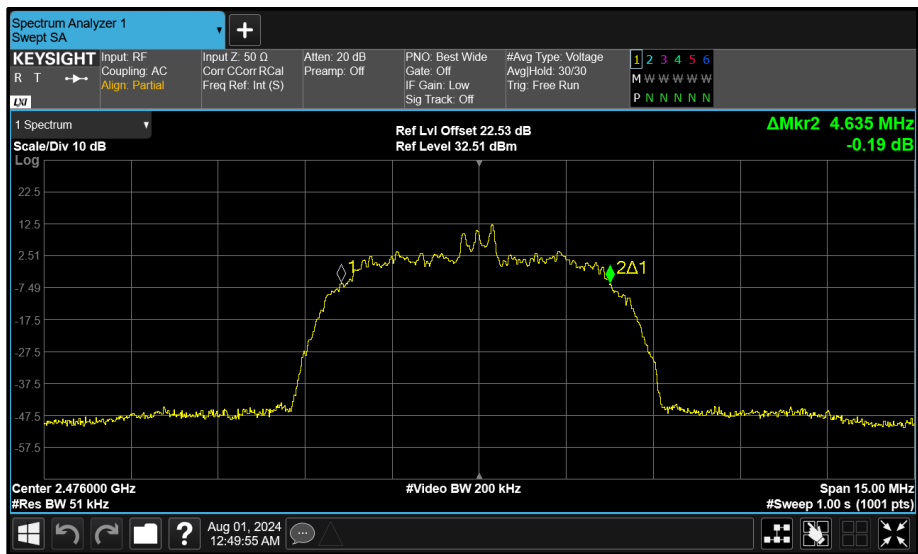 Spectrum Analyzer 1
Swept SA
KEYSIGHT
R T
LXI
Input: RF
Coupling: AC
Align: Partial
Input Z: 50 Ω
Corr CCorr RCal
Freq Ref: Int (S)
Atten: 20 dB
Preamp: Off
PNO: Best Wide
Gate: Off
IF Gain: Low
Sig Track: Off
#Avg Type: Voltage
Avg|Hold: 30/30
Trig: Free Run
1 2 3 4 5 6
M W W W W W
P N N N N N
1 Spectrum
Scale/Div 10 dB
Ref Lvl Offset 22.53 dB
Ref Level 32.51 dBm
ΔMkr2 4.635 MHz
-0.19 dB
Log
22.5
12.5
2.51
-7.49
-17.5
-27.5
-37.5
-47.5
-57.5
1
2Δ1
Center 2.476000 GHz
#Res BW 51 kHz
#Video BW 200 kHz
Span 15.00 MHz
#Sweep 1.00 s (1001 pts)
?
Aug 01, 2024
12:49:55 AM